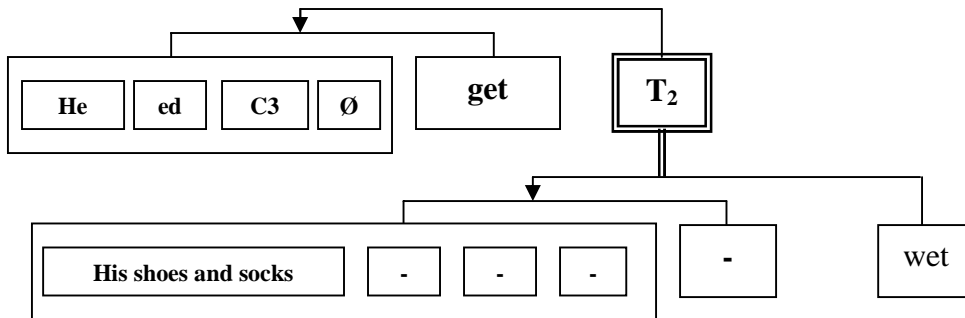 He ed C3 Ø get T₂
His shoes and socks - - - - wet